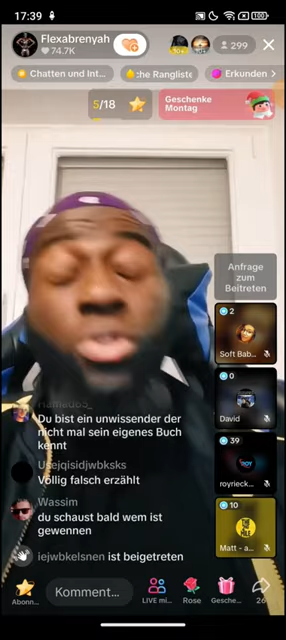 17:39
100
Flexabrenyah
74.7K
299
Chatten und Int...
che Rangliste
Erkunden >
5/18
Geschenke
Montag
Anfrage
zum
Beitreten
2
Soft Bab...
0
David
39
royrieck...
10
Matt - a...
Hamad65_
Du bist ein unwissender der
nicht mal sein eigenes Buch
kennt
Usejqisidjwbksks
Völlig falsch erzählt
Wassim
du schaust bald wem ist
gewennen
iejwbkelsnen ist beigetreten
Abonn...
Komment...
LIVE mi...
Rose
Gesche...
26